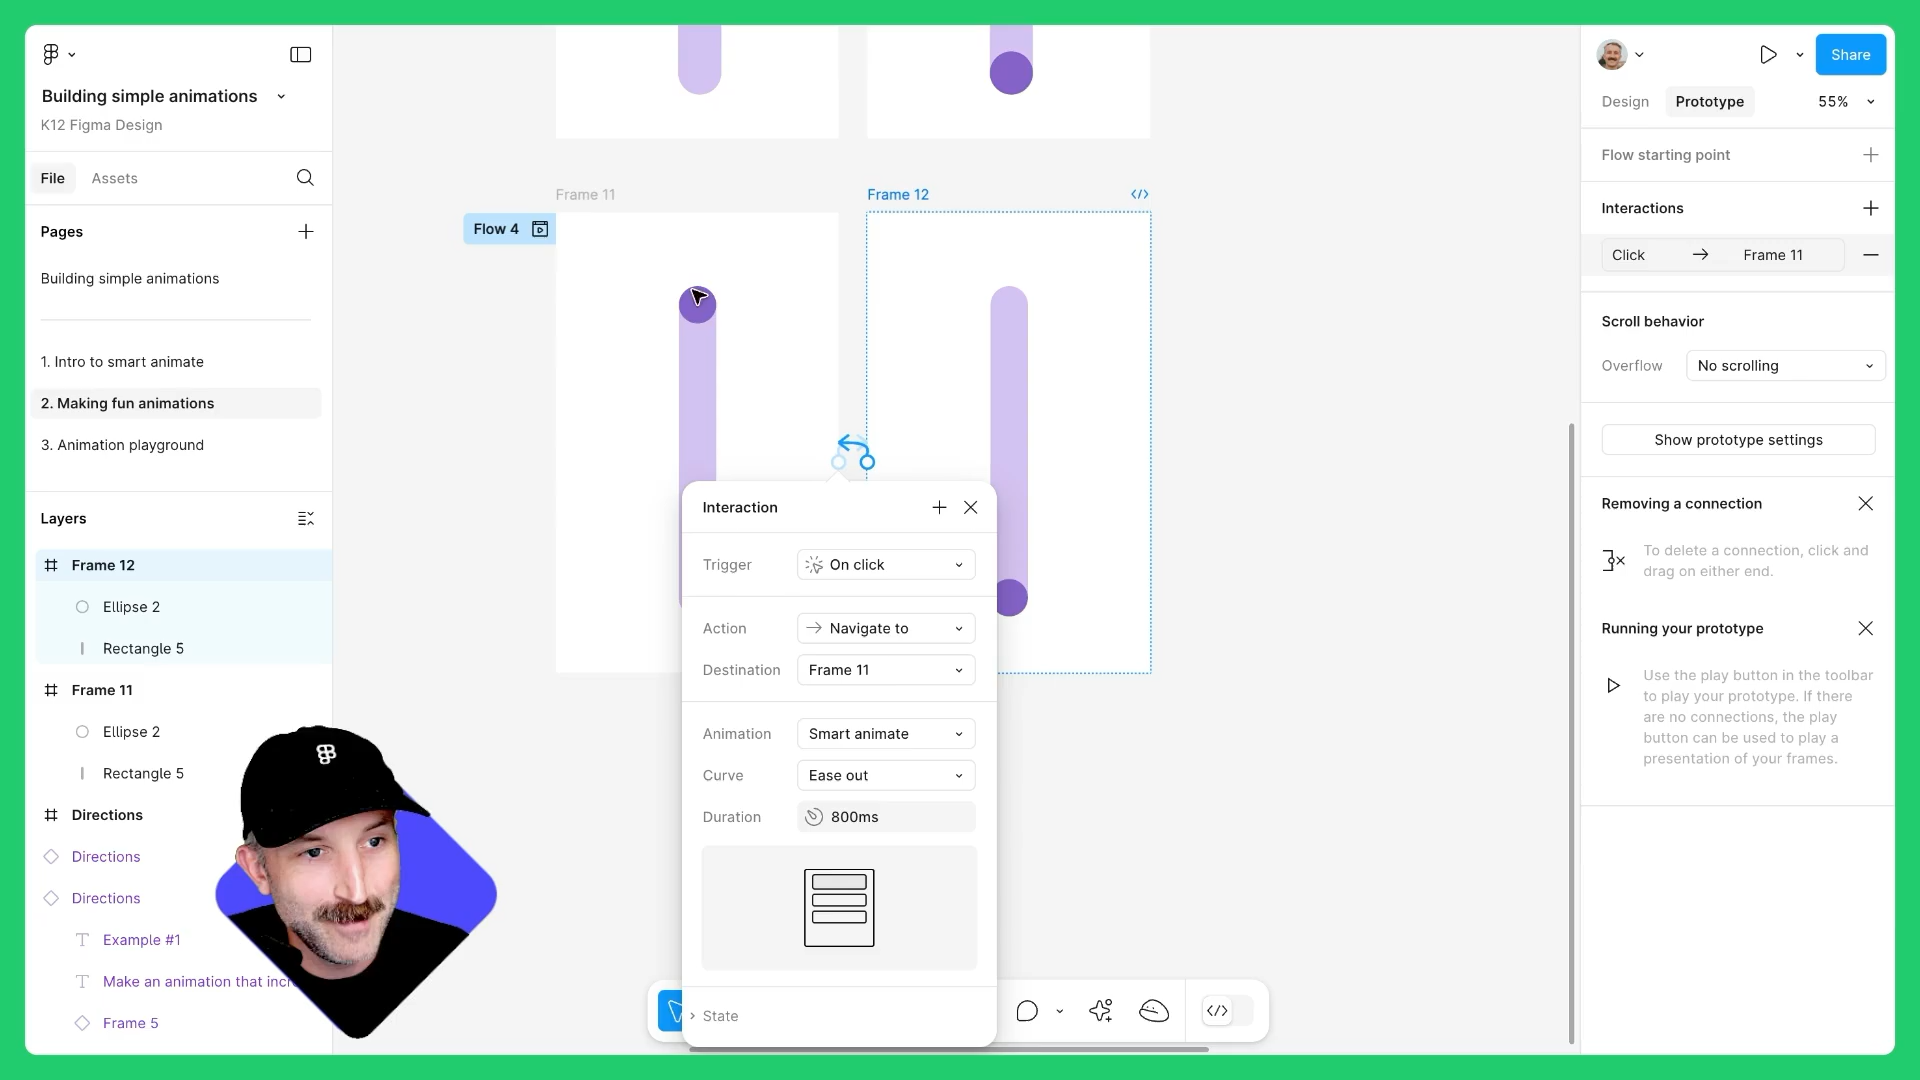 Building simple animations
K12 Figma Design
File
Assets
Pages
Building simple animations
1. Intro to smart animate
2. Making fun animations
3. Animation playground
Layers
Frame 12
Ellipse 2
Rectangle 5
Frame 11
Ellipse 2
Rectangle 5
Directions
Directions
Directions
Example #1
Make an animation that incr
Frame 5
Frame 11
Frame 12
Flow 4
Interaction
Trigger
On click
Action
Navigate to
Destination
Frame 11
Animation
Smart animate
Curve
Ease out
Duration
800ms
State
Share
Design
Prototype
55%
Flow starting point
Interactions
Click
Frame 11
Scroll behavior
Overflow
No scrolling
Show prototype settings
Removing a connection
To delete a connection, click and
drag on either end.
Running your prototype
Use the play button in the toolbar
to play your prototype. If there
are no connections, the play
button can be used to play a
presentation of your frames.